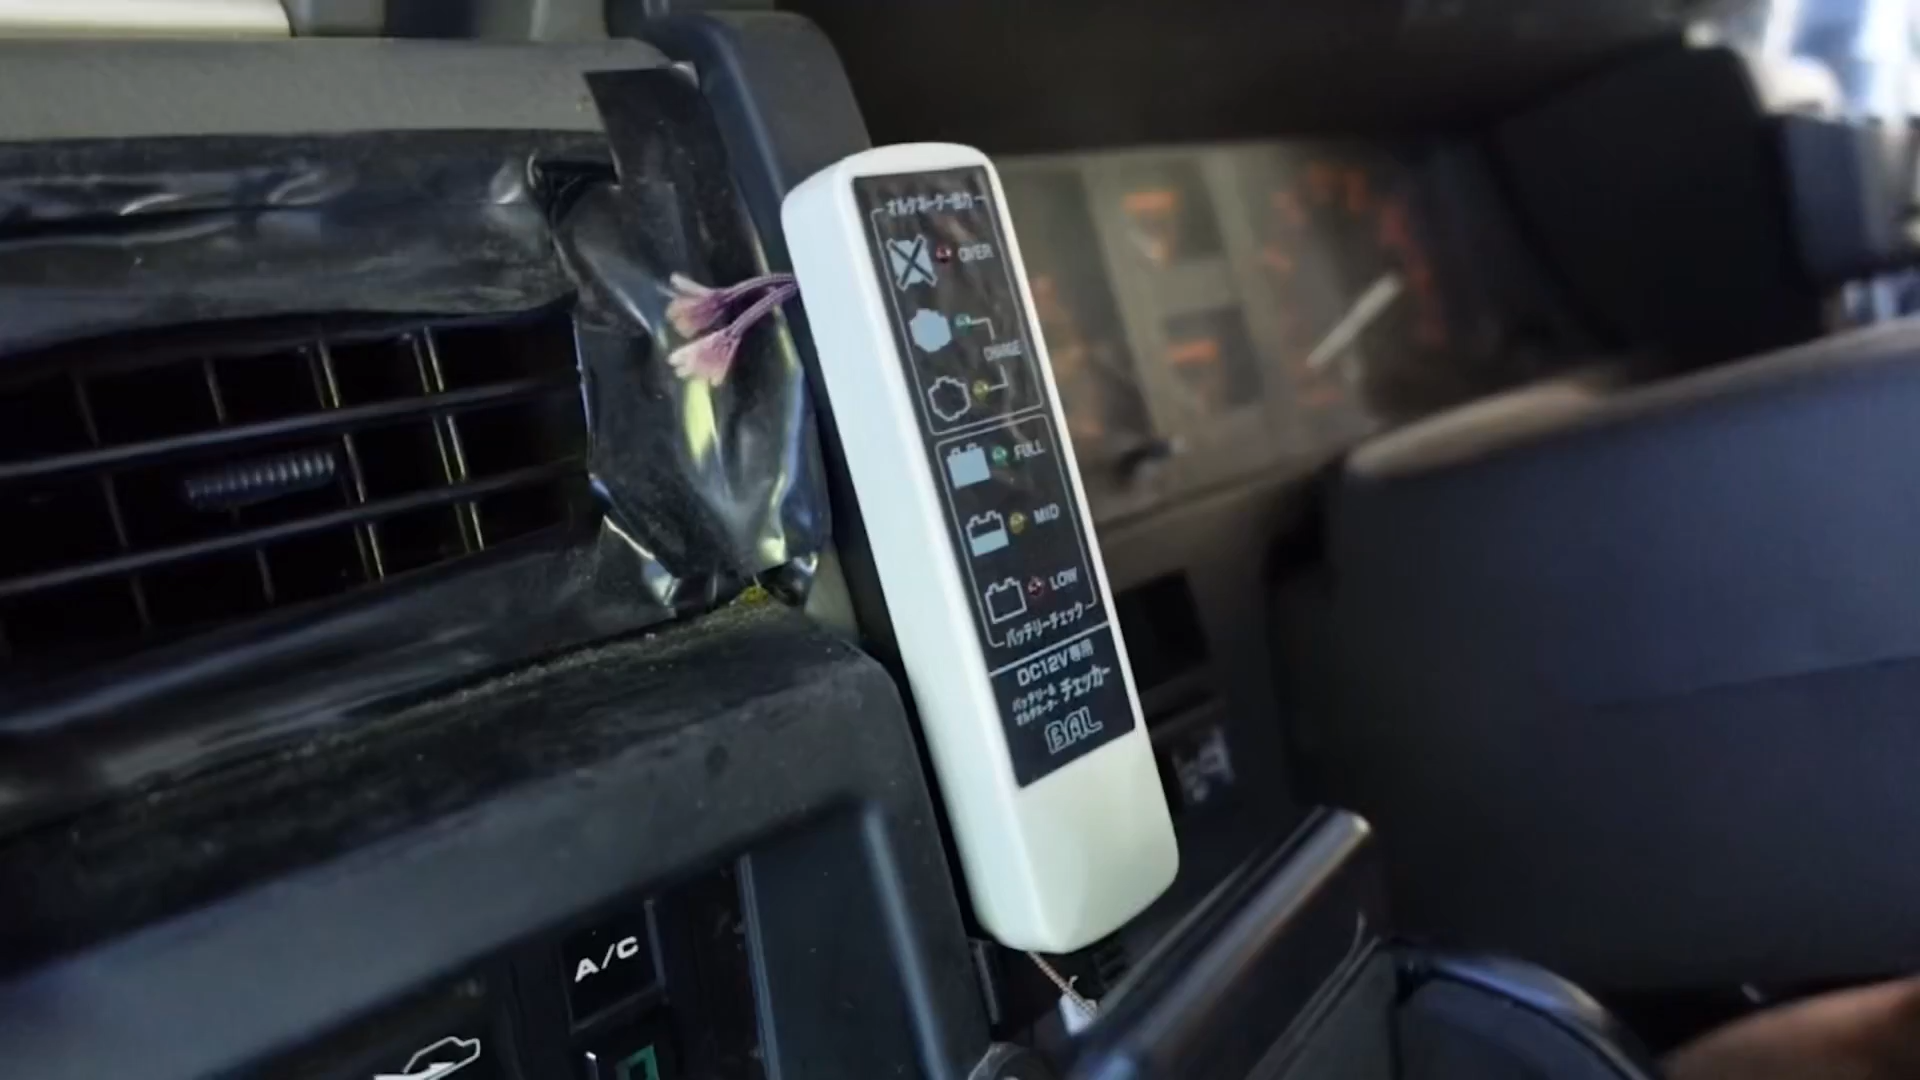 オルタネーター出力
OVER
CHARGE
FULL
MID
LOW
バッテリーチェック
DC12V専用
バッテリー&
オルタネーター
チェッカー
BAL
A/C